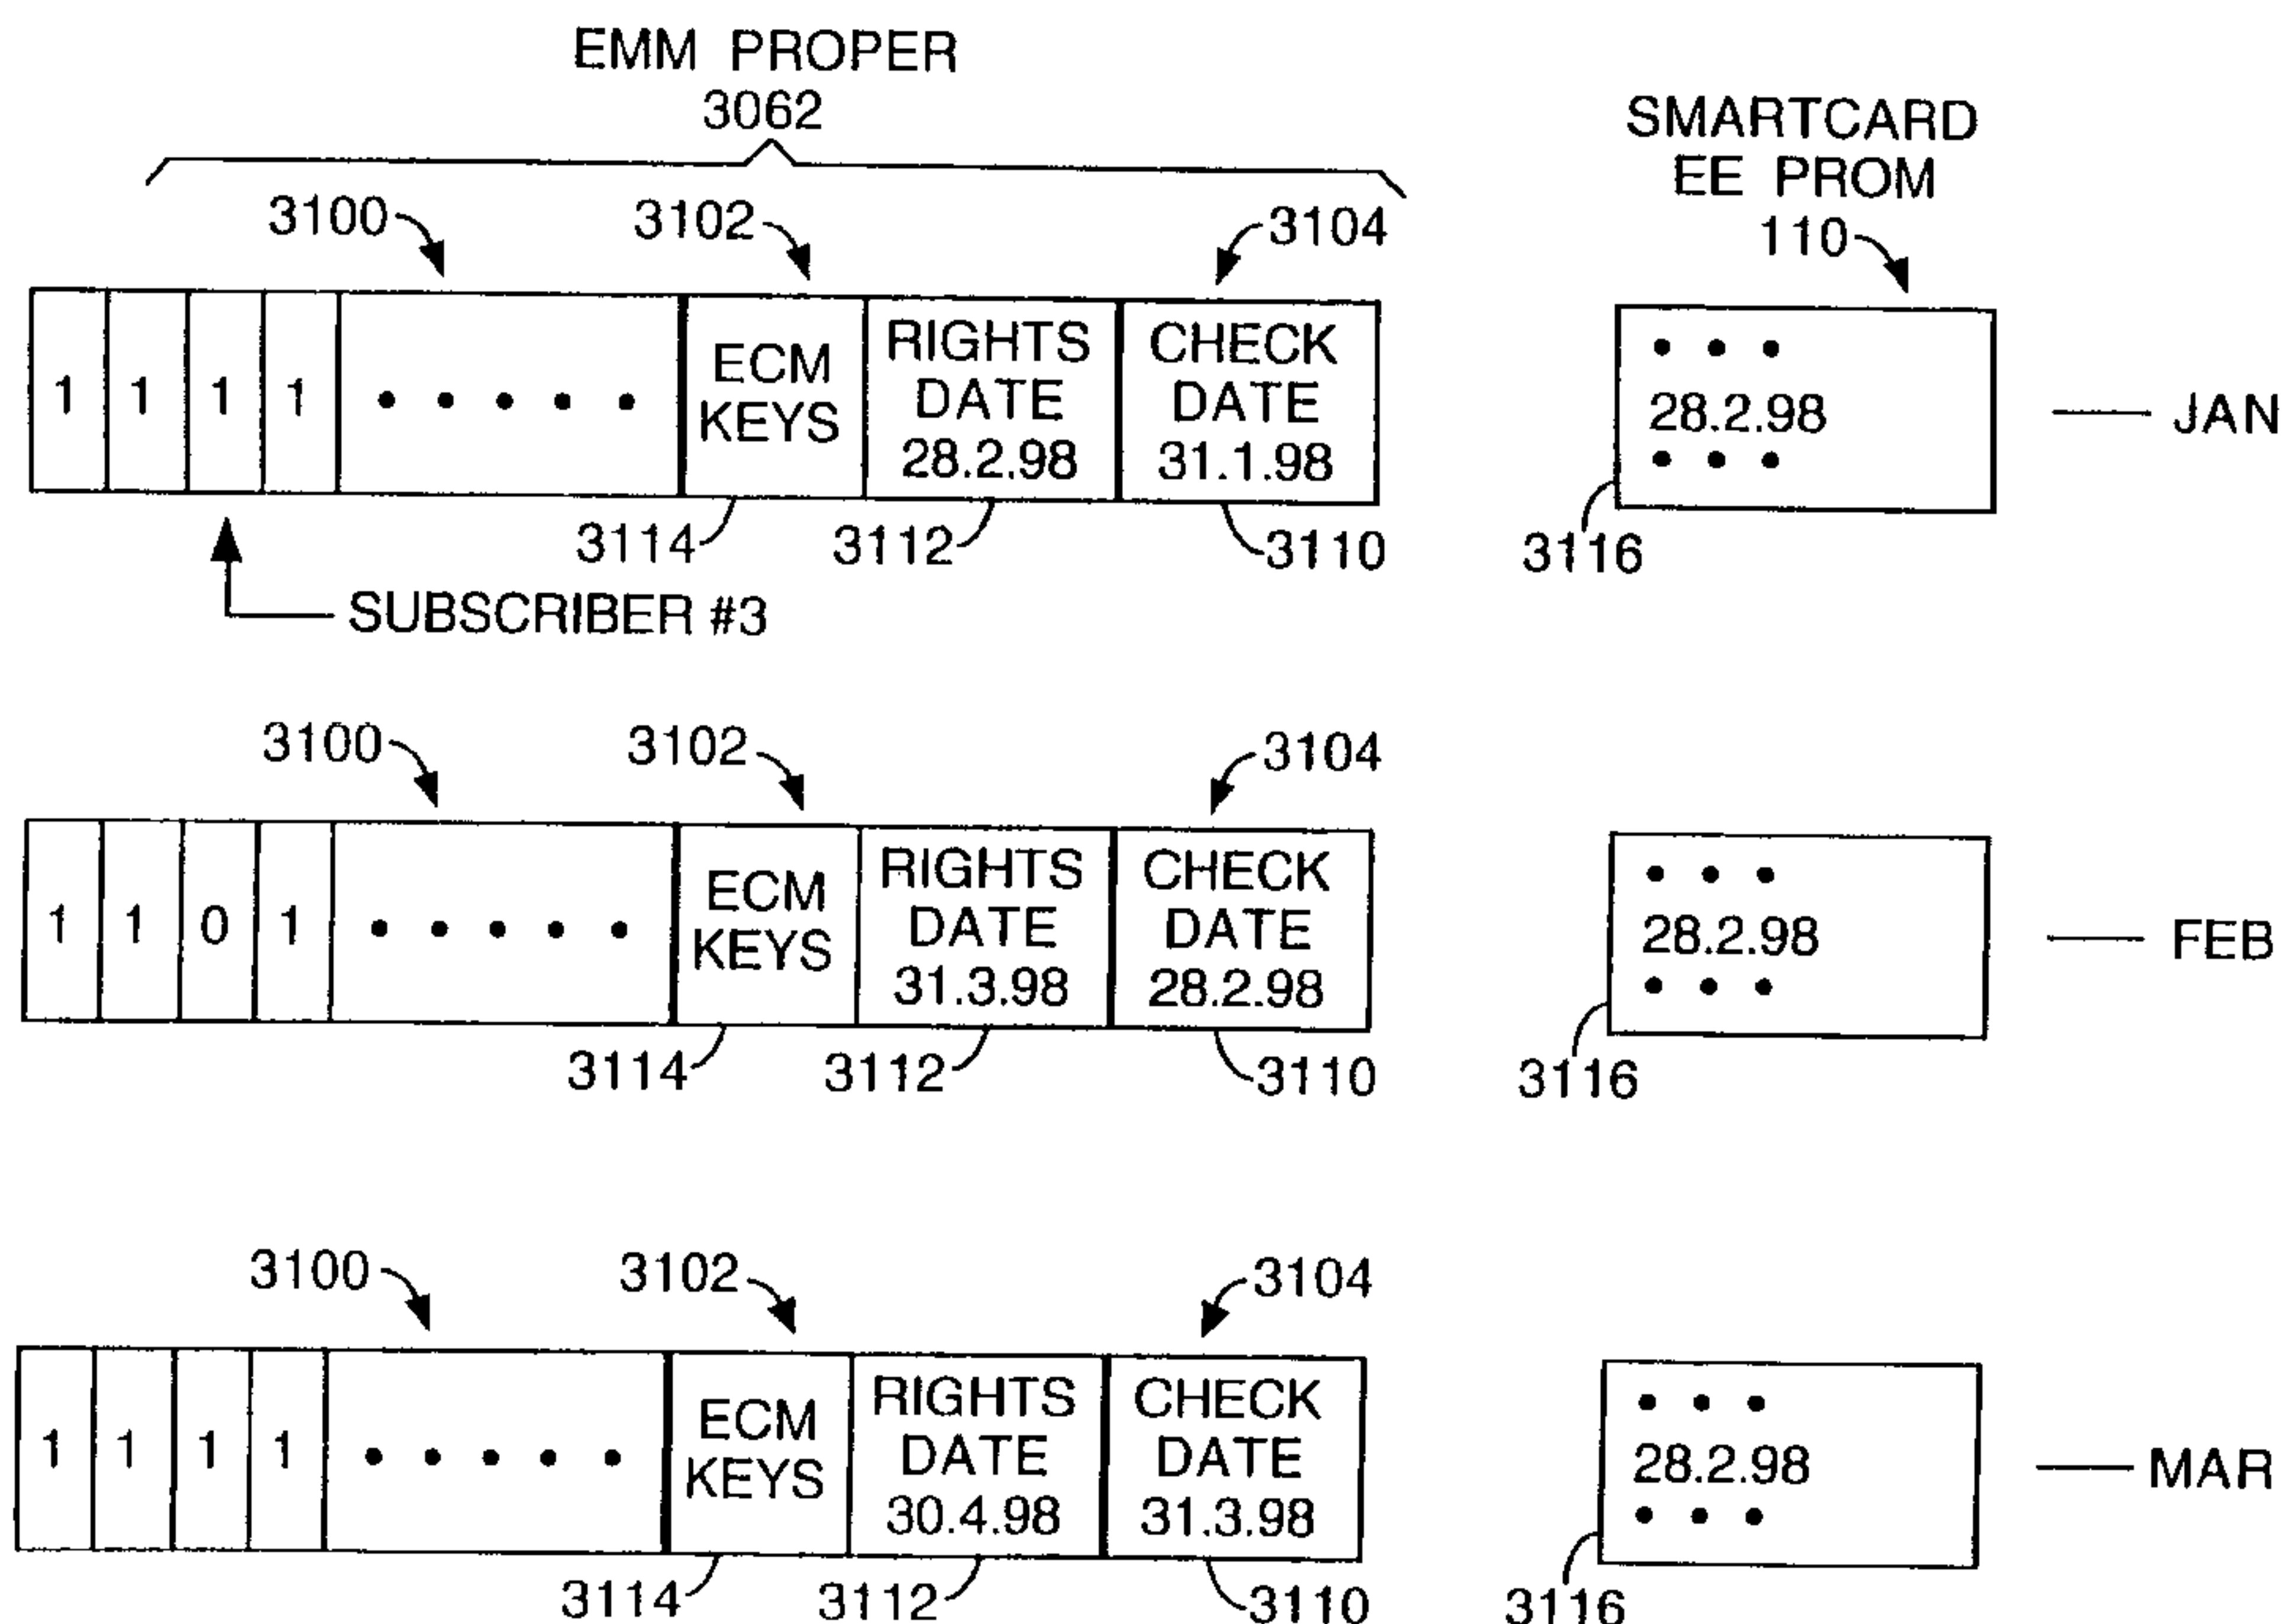 EMM PROPER
3062
SMARTCARD
EE PROM
110
3100
3102
3104
1 1 1 1 • • • • •
ECM
KEYS
RIGHTS
DATE
28.2.98
CHECK
DATE
31.1.98
• • •
28.2.98
• • •
JAN
3114
3112
3110
3116
SUBSCRIBER #3
3100
3102
3104
1 1 0 1 • • • • •
ECM
KEYS
RIGHTS
DATE
31.3.98
CHECK
DATE
28.2.98
• • •
28.2.98
• • •
FEB
3114
3112
3110
3116
3100
3102
3104
1 1 1 1 • • • • •
ECM
KEYS
RIGHTS
DATE
30.4.98
CHECK
DATE
31.3.98
• • •
28.2.98
• • •
MAR
3114
3112
3110
3116